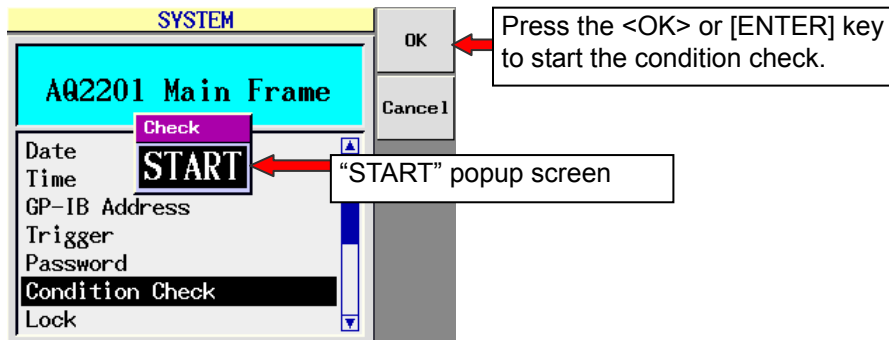 SYSTEM
OK
Press the <OK> or [ENTER] key
to start the condition check.
AQ2201 Main Frame
Cancel
Check
START
“START” popup screen
Date
Time
GP-IB Address
Trigger
Password
Condition Check
Lock